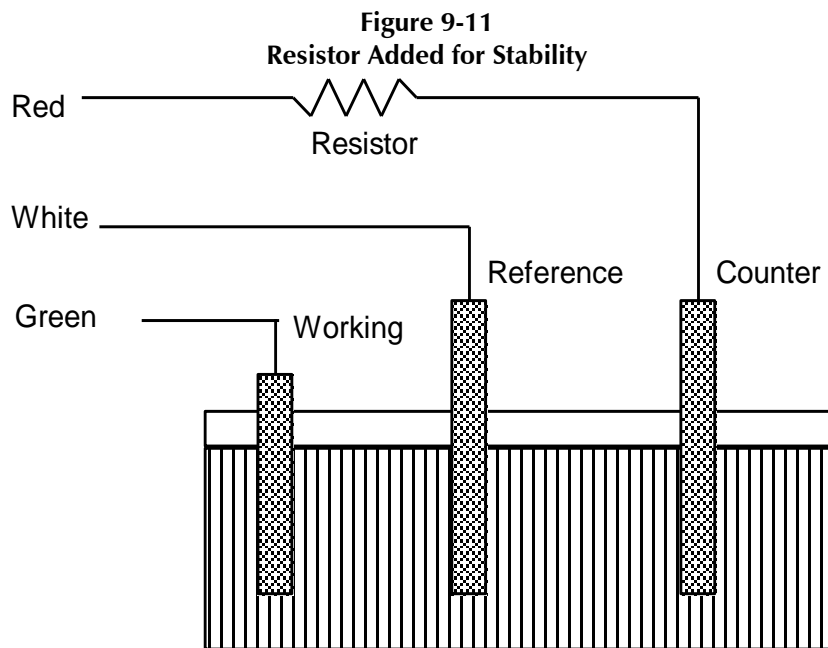 Figure 9-11
Resistor Added for Stability
Red
Resistor
White
Reference
Counter
Green
Working